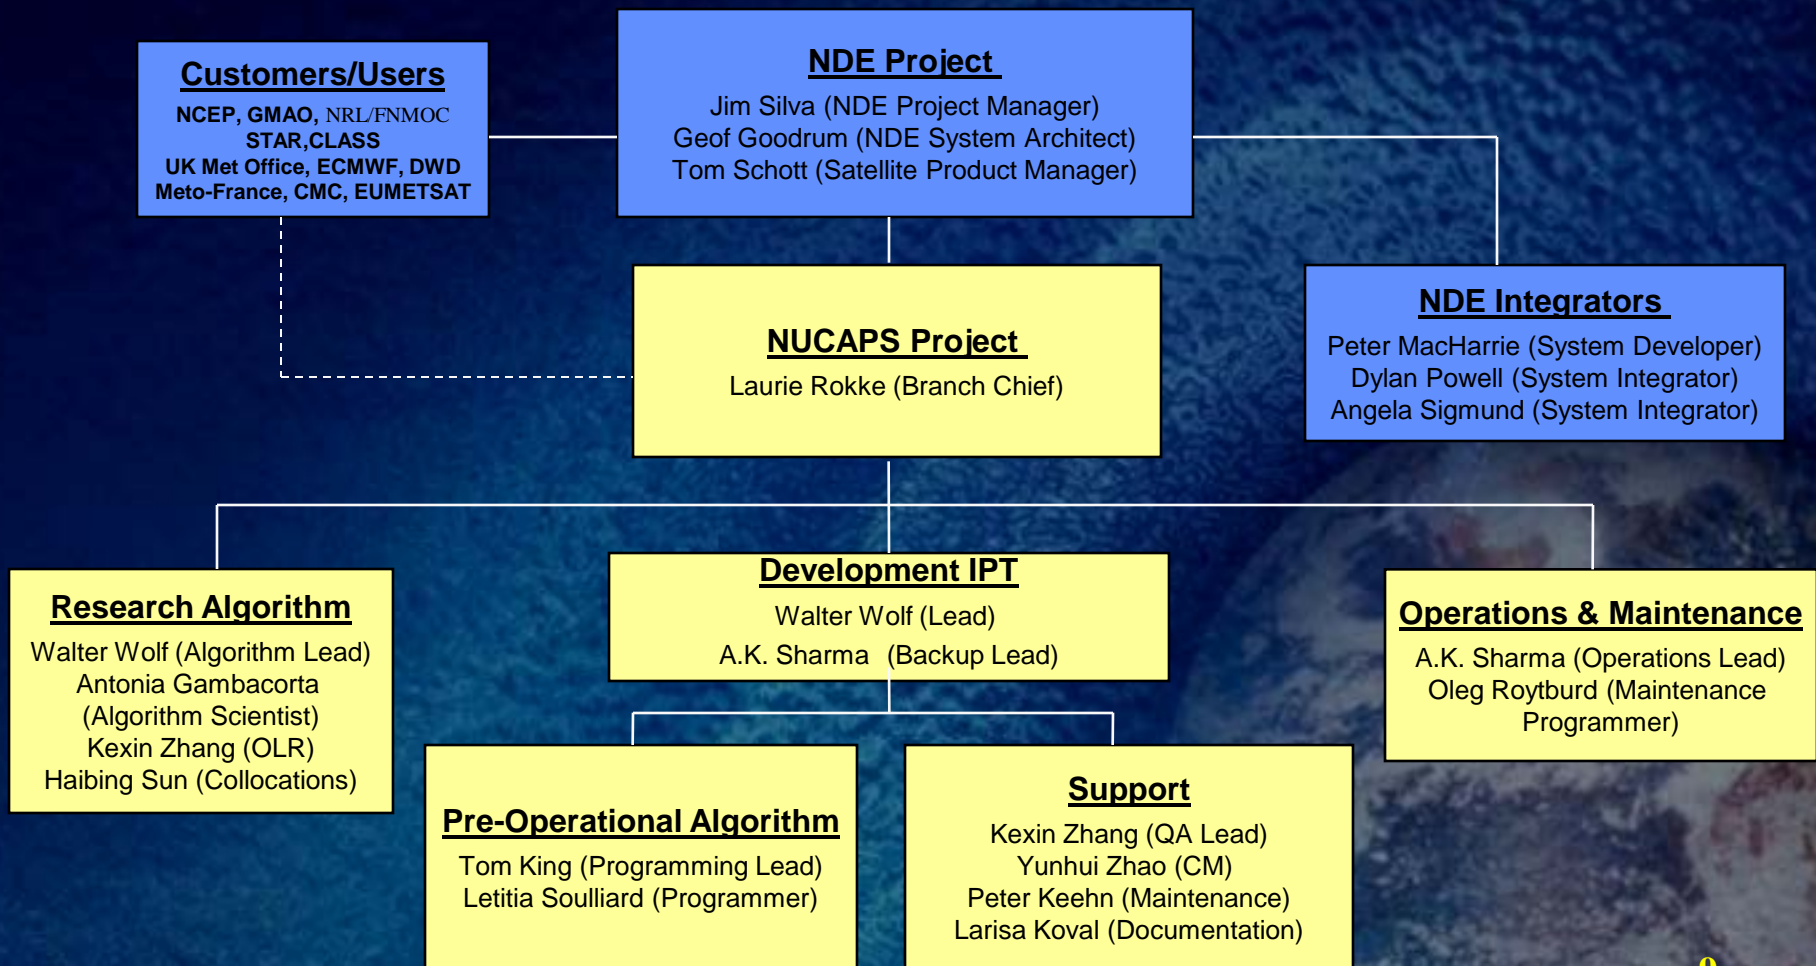 Customers/Users
NCEP, GMAO, NRL/FNMOC
STAR,CLASS
UK Met Office, ECMWF, DWD
Meto-France, CMC, EUMETSAT
NDE Project
Jim Silva (NDE Project Manager)
Geof Goodrum (NDE System Architect)
Tom Schott (Satellite Product Manager)
NUCAPS Project
Laurie Rokke (Branch Chief)
NDE Integrators
Peter MacHarrie (System Developer)
Dylan Powell (System Integrator)
Angela Sigmund (System Integrator)
Research Algorithm
Walter Wolf (Algorithm Lead)
Antonia Gambacorta
(Algorithm Scientist)
Kexin Zhang (OLR)
Haibing Sun (Collocations)
Development IPT
Walter Wolf (Lead)
A.K. Sharma (Backup Lead)
Operations & Maintenance
A.K. Sharma (Operations Lead)
Oleg Roytburd (Maintenance
Programmer)
Pre-Operational Algorithm
Tom King (Programming Lead)
Letitia Soulliard (Programmer)
Support
Kexin Zhang (QA Lead)
Yunhui Zhao (CM)
Peter Keehn (Maintenance)
Larisa Koval (Documentation)